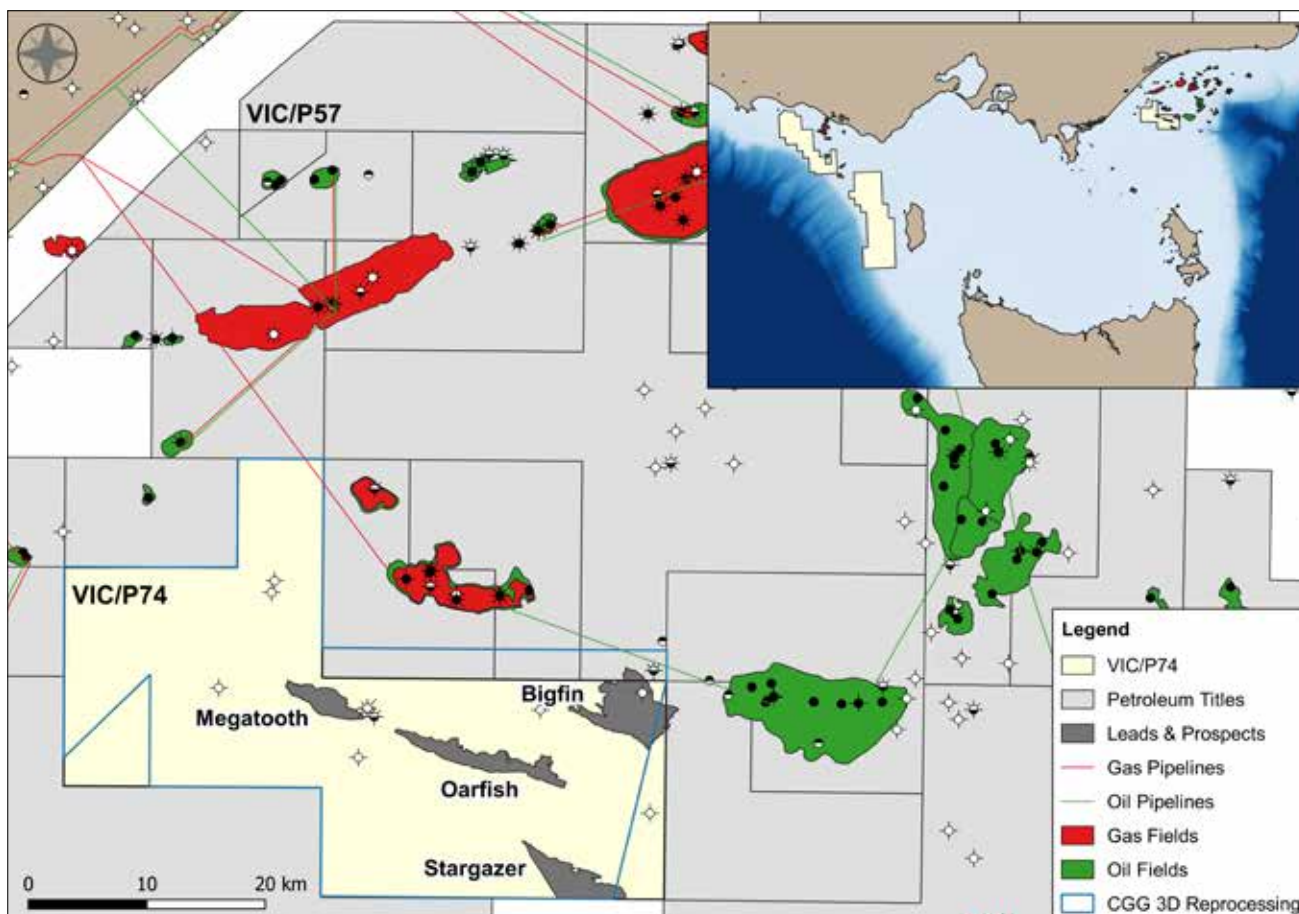 VIC/P57
VIC/P74
Megatooth
Bigfin
Oarfish
Stargazer
0 10 20 km
Legend
VIC/P74
Petroleum Titles
Leads & Prospects
Gas Pipelines
Oil Pipelines
Gas Fields
Oil Fields
CGG 3D Reprocessing